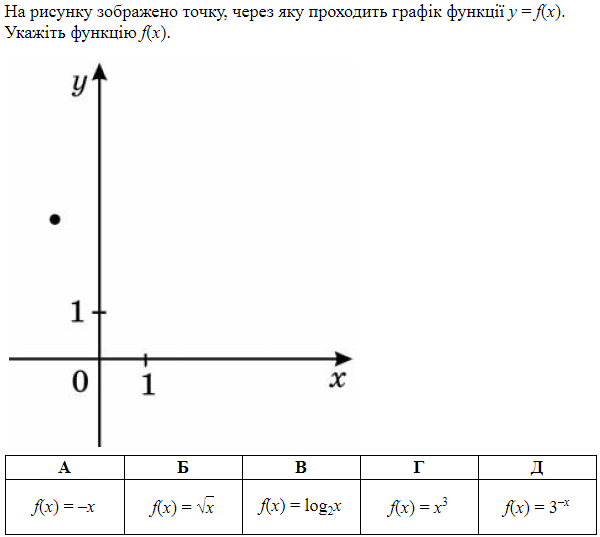 На рисунку зображено точку, через яку проходить графік функції y = f(x).
Укажіть функцію f(x).
y
1
0
1
x
А Б В Г Д
f(x) = –x f(x) = √x f(x) = log₂x f(x) = x³ f(x) = 3⁻ˣ